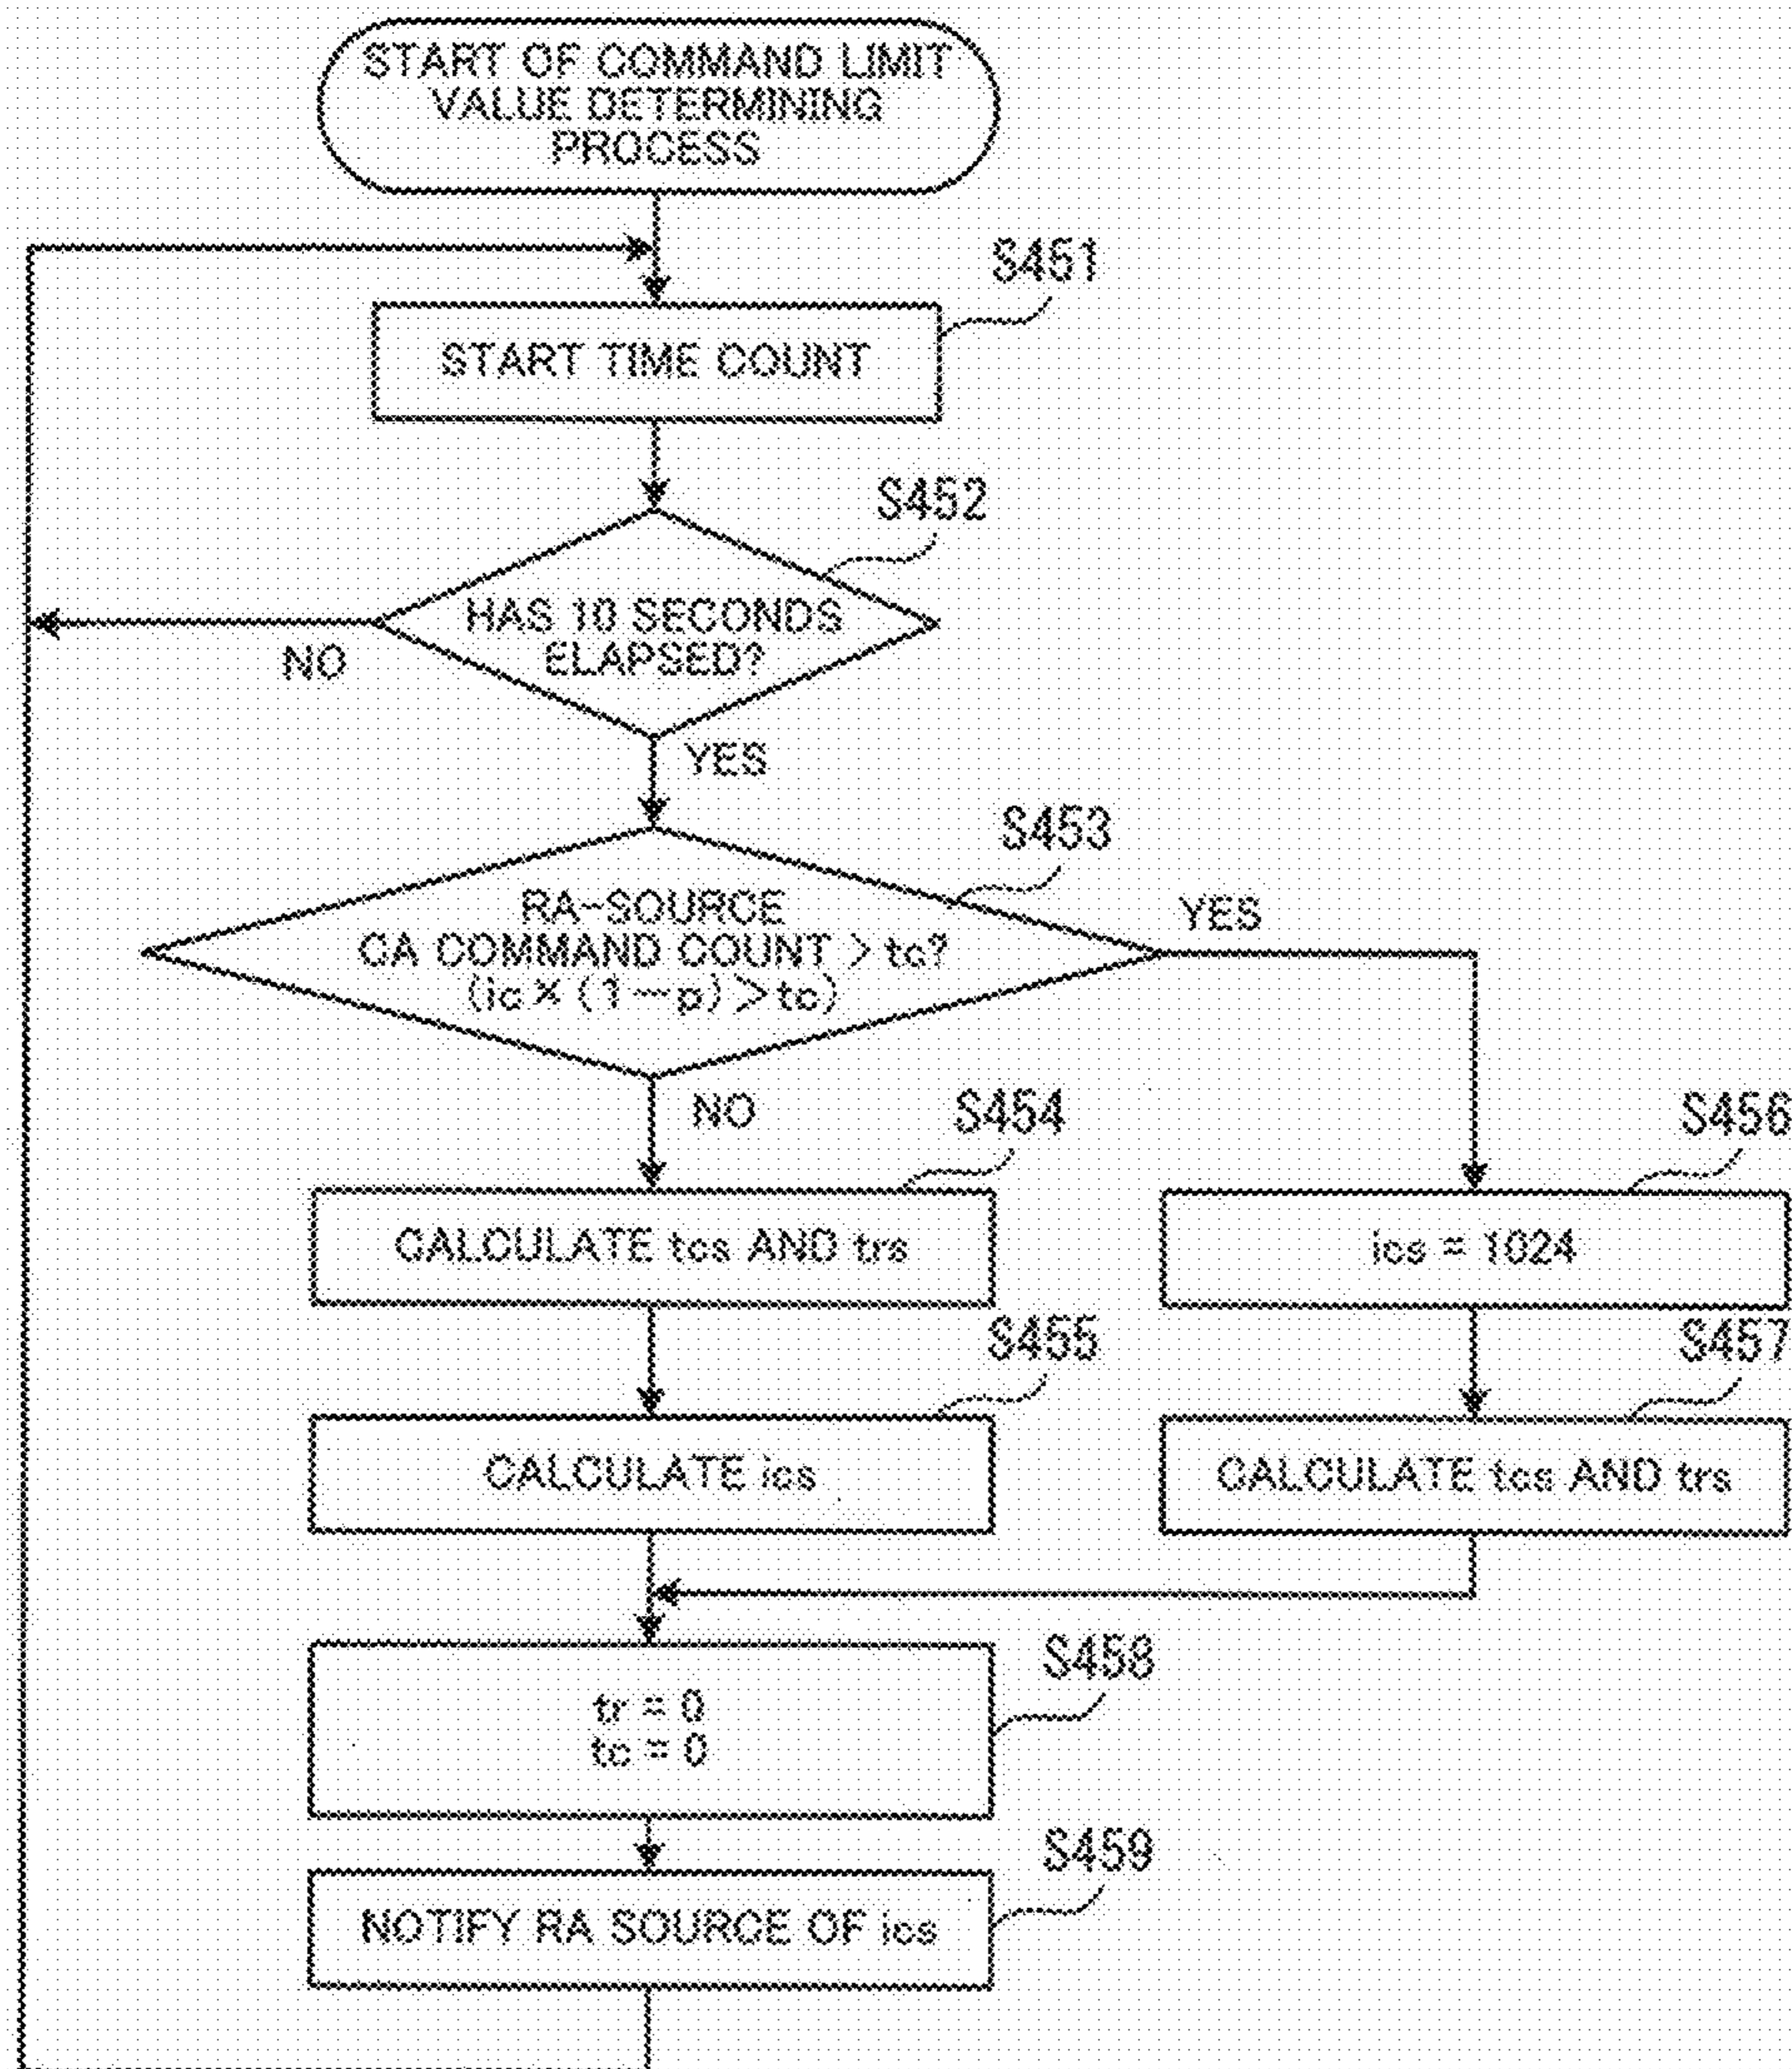 START OF COMMAND LIMIT
VALUE DETERMINING
PROCESS
S451
START TIME COUNT
S452
HAS 10 SECONDS
ELAPSED?
NO
YES
S453
RA-SOURCE
CA COMMAND COUNT > tc?
(ic × (1-p) > tc)
YES
NO
S454
S456
CALCULATE tcs AND trs
ics = 1024
S455
S457
CALCULATE ics
CALCULATE tcs AND trs
S458
tr = 0
tc = 0
S459
NOTIFY RA SOURCE OF ics